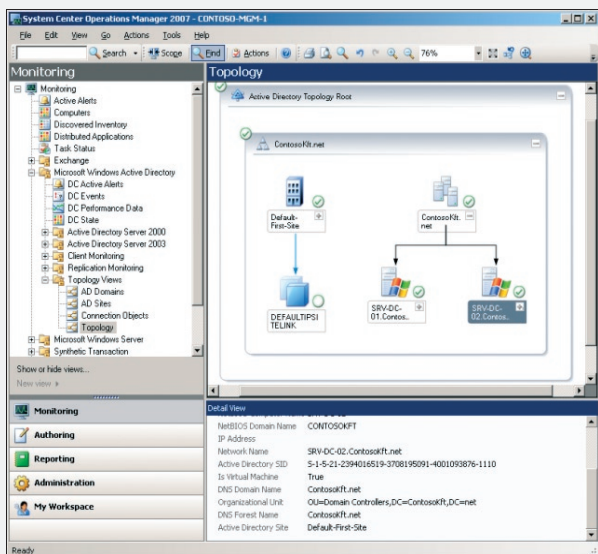 System Center Operations Manager 2007 - CONTOSO-MGM-1
File Edit View Go Actions Tools Help
Search Scope Find Actions 76%
Monitoring
Monitoring
Active Alerts
Computers
Discovered Inventory
Distributed Applications
Task Status
Exchange
Microsoft Windows Active Directory
DC Active Alerts
DC Events
DC Performance Data
DC State
Active Directory Server 2000
Active Directory Server 2003
Client Monitoring
Replication Monitoring
Topology Views
AD Domains
AD Sites
Connection Objects
Topology
Microsoft Windows Server
Synthetic Transaction
Show or hide views...
New view
Monitoring
Authoring
Reporting
Administration
My Workspace
Topology
Active Directory Topology Root
ContosoKft.net
Default-
First-Site
ContosoKft.
net
DEFAULTIPSI
TELINK
SRV-DC-
01.Contos..
SRV-DC-
02.Contos..
Detail View
NetBIOS Domain Name CONTOSOKFT
IP Address
Network Name SRV-DC-02.ContosoKft.net
Active Directory SID S-1-5-21-2394016519-3708195091-4001093876-1110
Is Virtual Machine True
DNS Domain Name ContosoKft.net
Organizational Unit OU=Domain Controllers,DC=ContosoKft,DC=net
DNS Forest Name ContosoKft.net
Active Directory Site Default-First-Site
Ready